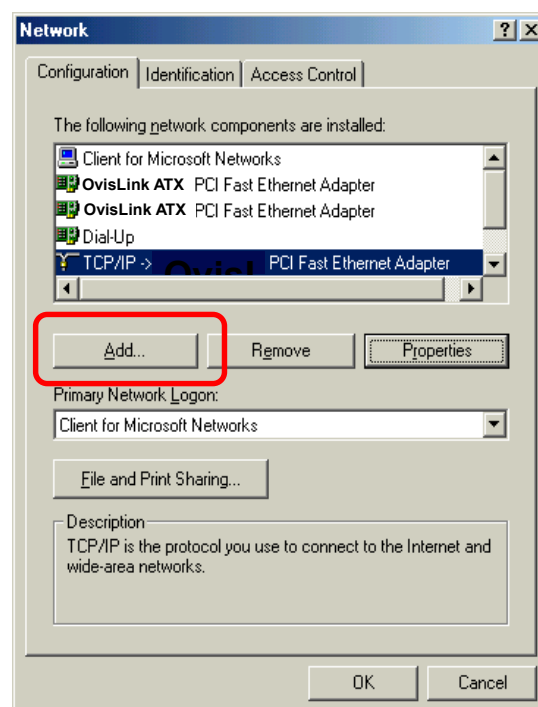 Network
Configuration Identification Access Control
The following network components are installed:
Client for Microsoft Networks
OvisLink ATX PCI Fast Ethernet Adapter
OvisLink ATX PCI Fast Ethernet Adapter
Dial-Up
TCP/IP -> PCI Fast Ethernet Adapter
Add... Remove Properties
Primary Network Logon:
Client for Microsoft Networks
File and Print Sharing...
Description
TCP/IP is the protocol you use to connect to the Internet and
wide-area networks.
OK Cancel